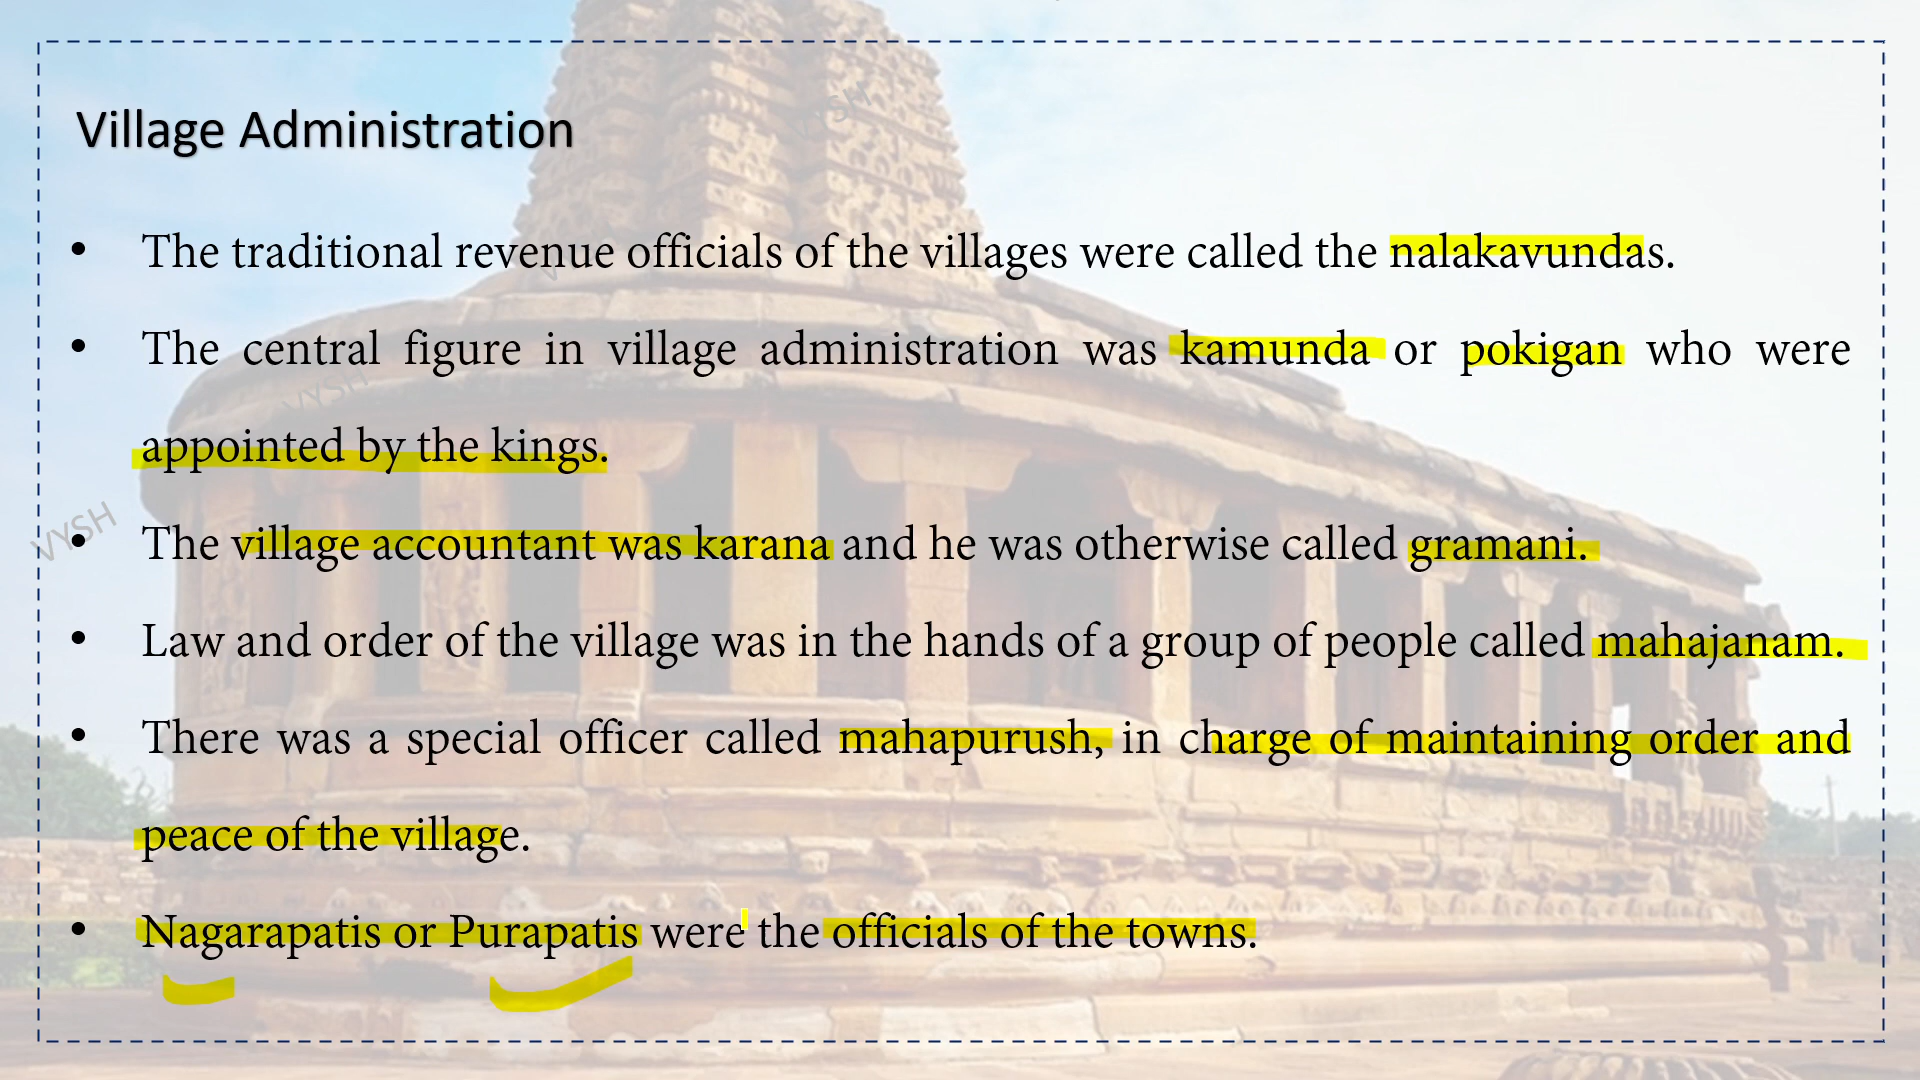 Village Administration
• The traditional revenue officials of the villages were called the nalakavundas.
• The central figure in village administration was kamunda or pokigan who were
appointed by the kings.
• The village accountant was karana and he was otherwise called gramani.
• Law and order of the village was in the hands of a group of people called mahajanam.
• There was a special officer called mahapurush, in charge of maintaining order and
peace of the village.
• Nagarapatis or Purapatis were the officials of the towns.
VYSH
VYSH
VYSH